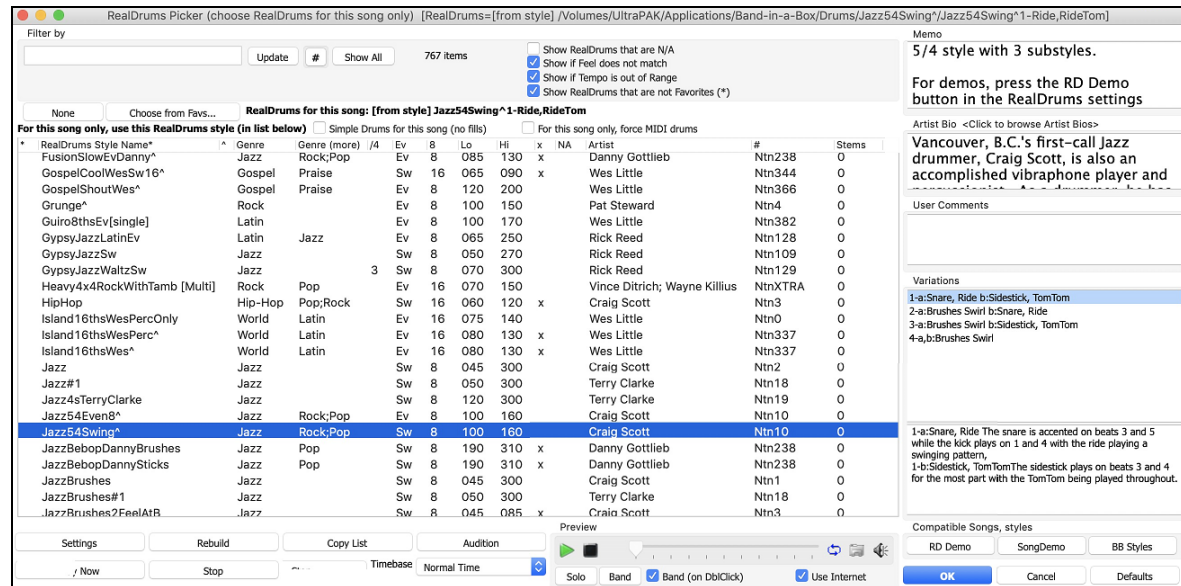 RealDrums Picker (choose RealDrums for this song only)  [RealDrums=[from style] /Volumes/UltraPAK/Applications/Band-in-a-Box/Drums/Jazz54Swing^/Jazz54Swing^1-Ride,RideTom]
Filter by
Update # Show All 767 items
Show RealDrums that are N/A
Show if Feel does not match
Show if Tempo is out of Range
Show RealDrums that are not Favorites (*)
None Choose from Favs... RealDrums for this song: [from style] Jazz54Swing^1-Ride,RideTom
For this song only, use this RealDrums style (in list below) Simple Drums for this song (no fills) For this song only, force MIDI drums
* RealDrums Style Name* ^ Genre Genre (more) /4 Ev 8 Lo Hi x NA Artist # Stems
FusionSlowEvDanny^ Jazz Rock;Pop Ev 8 085 130 x Danny Gottlieb Ntn238 0
GospelCoolWesSw16^ Gospel Praise Sw 16 065 090 x Wes Little Ntn344 0
GospelShoutWes^ Gospel Praise Ev 8 120 200 Wes Little Ntn366 0
Grunge^ Rock Ev 8 100 150 Pat Steward Ntn4 0
Guiro8thsEv[single] Latin Ev 8 100 170 Wes Little Ntn382 0
GypsyJazzLatinEv Latin Jazz Ev 8 065 250 Rick Reed Ntn128 0
GypsyJazzSw Jazz Sw 8 050 270 Rick Reed Ntn109 0
GypsyJazzWaltzSw Jazz 3 Sw 8 070 300 Rick Reed Ntn129 0
Heavy4x4RockWithTamb [Multi] Rock Pop Ev 16 070 150 Vince Ditrich; Wayne Killius NtnXTRA 0
HipHop Hip-Hop Pop;Rock Sw 16 060 120 x Craig Scott Ntn3 0
Island16thsWesPercOnly World Latin Ev 16 075 140 Wes Little Ntn0 0
Island16thsWesPerc^ World Latin Ev 16 080 130 x Wes Little Ntn337 0
Island16thsWes^ World Latin Ev 16 080 130 x Wes Little Ntn337 0
Jazz Jazz Sw 8 045 300 Craig Scott Ntn2 0
Jazz#1 Jazz Sw 8 050 300 Terry Clarke Ntn18 0
Jazz4sTerryClarke Jazz Sw 8 120 300 Terry Clarke Ntn19 0
Jazz54Even8^ Jazz Rock;Pop Ev 8 100 160 Craig Scott Ntn10 0
Jazz54Swing^ Jazz Rock;Pop Sw 8 100 160 Craig Scott Ntn10 0
JazzBebopDannyBrushes Jazz Pop Sw 8 190 310 x Danny Gottlieb Ntn238 0
JazzBebopDannySticks Jazz Pop Sw 8 190 310 x Danny Gottlieb Ntn238 0
JazzBrushes Jazz Sw 8 045 300 Craig Scott Ntn1 0
JazzBrushes#1 Jazz Sw 8 050 300 Terry Clarke Ntn18 0
JazzBrushes2FeelAtB Jazz Sw 8 045 085 x Craig Scott Ntn3 0
Settings Rebuild Copy List Audition
Now Stop Timebase Normal Time
Preview
Solo Band Band (on DblClick) Use Internet
Memo
5/4 style with 3 substyles.
For demos, press the RD Demo
button in the RealDrums settings
Artist Bio <Click to browse Artist Bios>
Vancouver, B.C.'s first-call Jazz
drummer, Craig Scott, is also an
accomplished vibraphone player and
User Comments
Variations
1-a:Snare, Ride b:Sidestick, TomTom
2-a:Brushes Swirl b:Snare, Ride
3-a:Brushes Swirl b:Sidestick, TomTom
4-a,b:Brushes Swirl
1-a:Snare, Ride The snare is accented on beats 3 and 5
while the kick plays on 1 and 4 with the ride playing a
swinging pattern,
1-b:Sidestick, TomTomThe sidestick plays on beats 3 and 4
for the most part with the TomTom being played throughout.
Compatible Songs, styles
RD Demo SongDemo BB Styles
OK Cancel Defaults